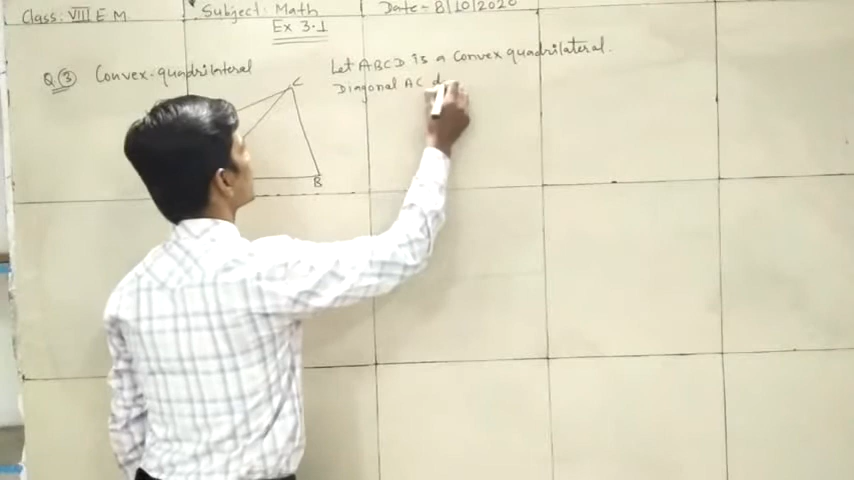 Class: VIII E M
Subject: Math
Date - 8/10/2020
Ex 3.1
Q. 3 Convex-quadrilateral
Let ABCD is a Convex quadrilateral.
Diagonal AC d
C
B